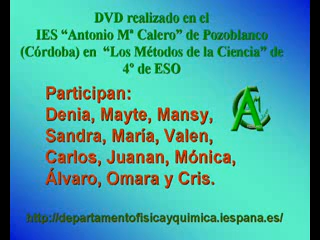 DVD realizado en el
IES “Antonio Mª Calero” de Pozoblanco
(Córdoba) en “Los Métodos de la Ciencia” de
4º de ESO
Participan:
Denia, Mayte, Mansy,
Sandra, María, Valen,
Carlos, Juanan, Mónica,
Álvaro, Omara y Cris.
http://departamentofisicayquimica.iespana.es/